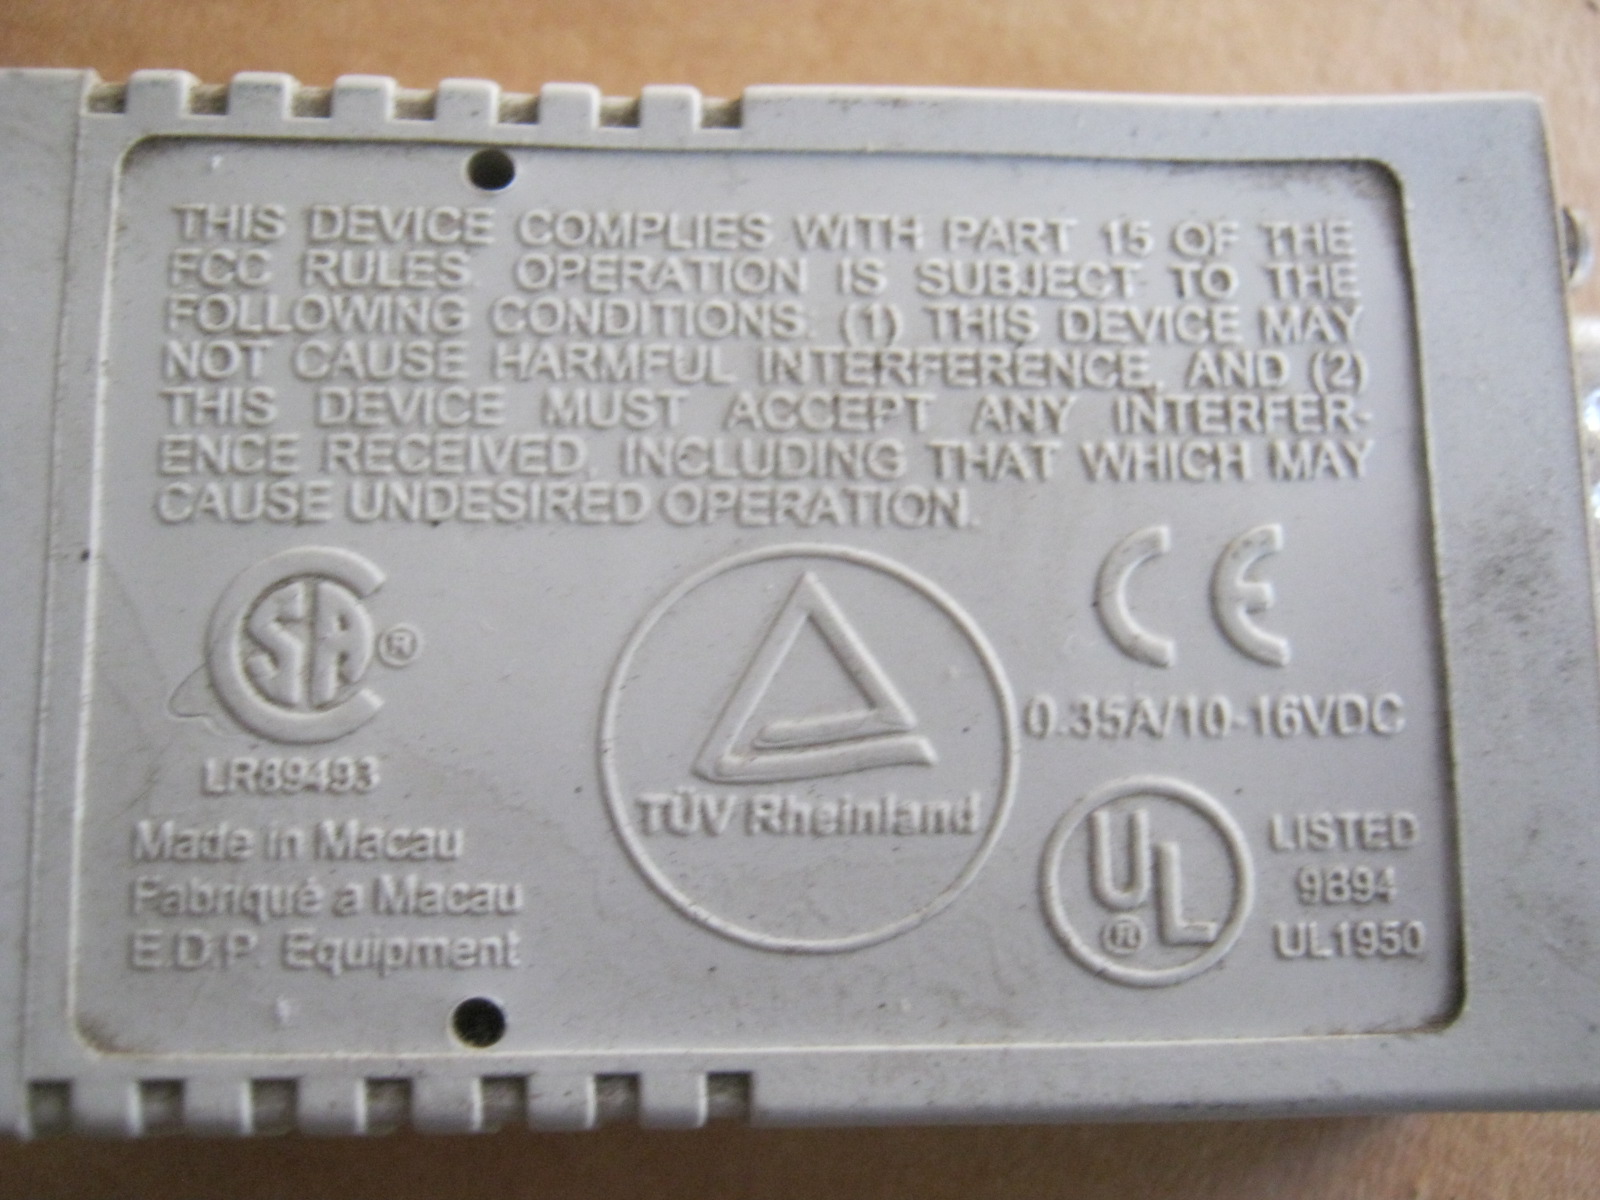 THIS DEVICE COMPLIES WITH PART 15 OF THE
FCC RULES. OPERATION IS SUBJECT TO THE
FOLLOWING CONDITIONS. (1) THIS DEVICE MAY
NOT CAUSE HARMFUL INTERFERENCE, AND (2)
THIS DEVICE MUST ACCEPT ANY INTERFER-
ENCE RECEIVED, INCLUDING THAT WHICH MAY
CAUSE UNDESIRED OPERATION.
CSA ®
LR89493
Made in Macau
Fabriqué a Macau
E.D.P. Equipment
TÜV Rheinland
CE
0.35A/10-16VDC
UL ®
LISTED
9B94
UL1950